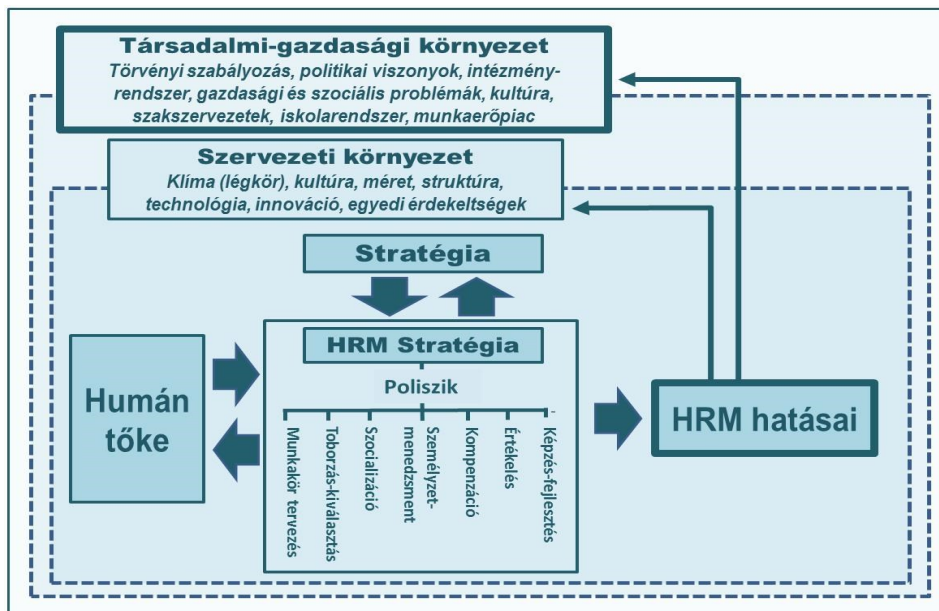 Társadalmi-gazdasági környezet
Törvényi szabályozás, politikai viszonyok, intézmény-
rendszer, gazdasági és szociális problémák, kultúra,
szakszervezetek, iskolarendszer, munkaerőpiac
Szervezeti környezet
Klíma (légkör), kultúra, méret, struktúra,
technológia, innováció, egyedi érdekeltségek
Stratégia
HRM Stratégia
Poliszik
Humán
tőke
Munkakör tervezés
Toborzás-kiválasztás
Szocializáció
Személyzet-
menedzsment
Kompenzáció
Értékelés
Képzés-fejlesztés
HRM hatásai